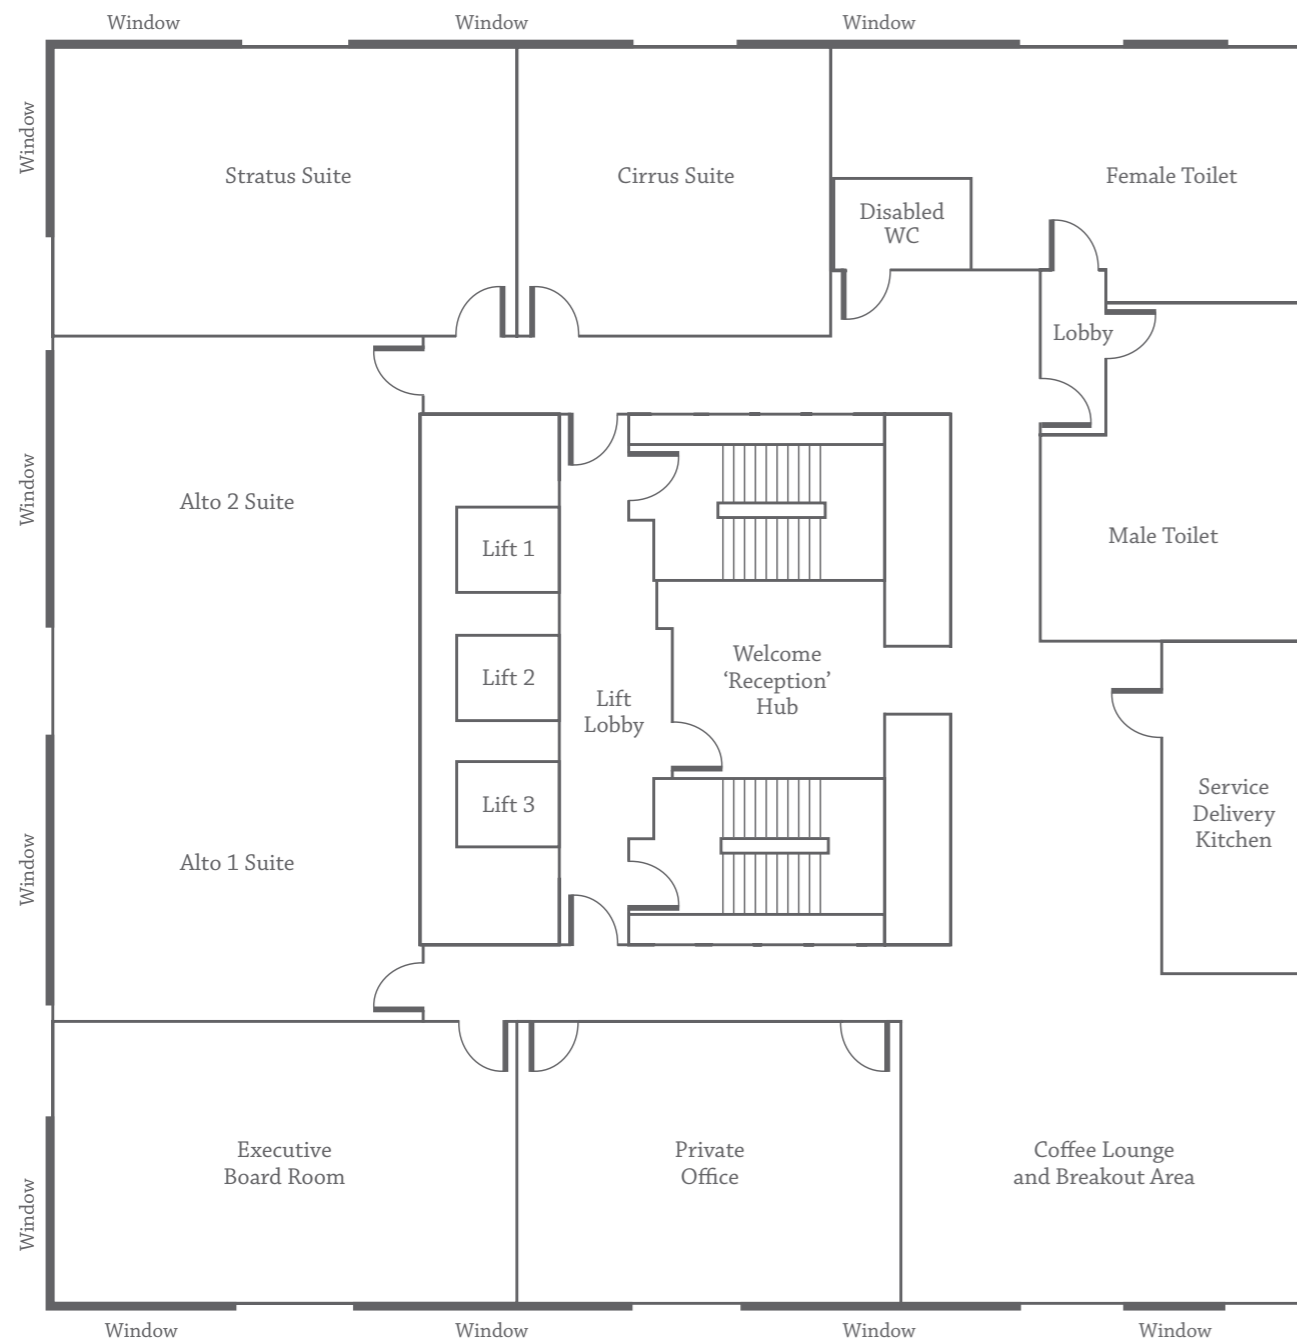 Window
Window
Window
Window
Stratus Suite
Cirrus Suite
Female Toilet
Disabled
WC
Lobby
Window
Alto 2 Suite
Lift 1
Male Toilet
Lift 2
Welcome
‘Reception’
Hub
Lift
Lobby
Lift 3
Service
Delivery
Kitchen
Window
Alto 1 Suite
Executive
Board Room
Private
Office
Coffee Lounge
and Breakout Area
Window
Window
Window
Window
Window